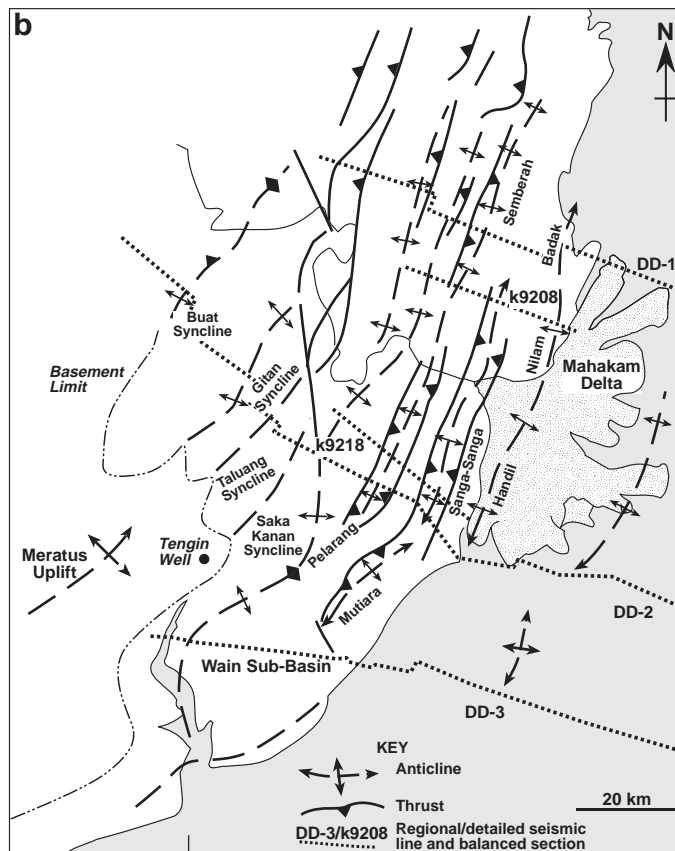 b
N
Semberah
Badak
DD-1
k9208
Buat
Syncline
Nilam
Mahakam
Delta
Basement
Limit
Gitan
Syncline
k9218
Sanga-Sanga
Handil
Taluang
Syncline
Saka
Kanan
Syncline
Pelarang
Tengin
Well
Meratus
Uplift
Mutiara
DD-2
Wain Sub-Basin
DD-3
KEY
Anticline
Thrust
20 km
DD-3/k9208 Regional/detailed seismic
line and balanced section